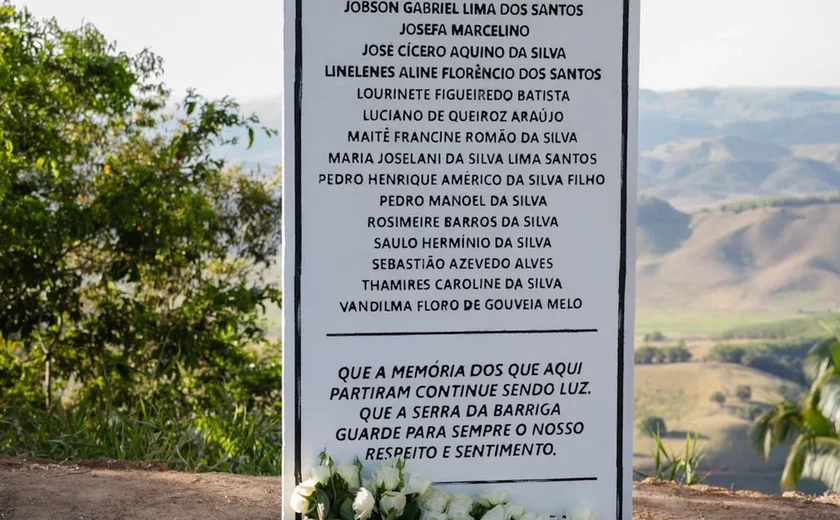 JOBSON GABRIEL LIMA DOS SANTOS
JOSEFA MARCELINO
JOSÉ CÍCERO AQUINO DA SILVA
LINELENES ALINE FLORÊNCIO DOS SANTOS
LOURINETE FIGUEIREDO BATISTA
LUCIANO DE QUEIROZ ARAÚJO
MAITÊ FRANCINE ROMÃO DA SILVA
MARIA JOSELANI DA SILVA LIMA SANTOS
PEDRO HENRIQUE AMÉRICO DA SILVA FILHO
PEDRO MANOEL DA SILVA
ROSIMEIRE BARROS DA SILVA
SAULO HERMÍNIO DA SILVA
SEBASTIÃO AZEVEDO ALVES
THAMIRES CAROLINE DA SILVA
VANDILMA FLORO DE GOUVEIA MELO
QUE A MEMÓRIA DOS QUE AQUI
PARTIRAM CONTINUE SENDO LUZ.
QUE A SERRA DA BARRIGA
GUARDE PARA SEMPRE O NOSSO
RESPEITO E SENTIMENTO.